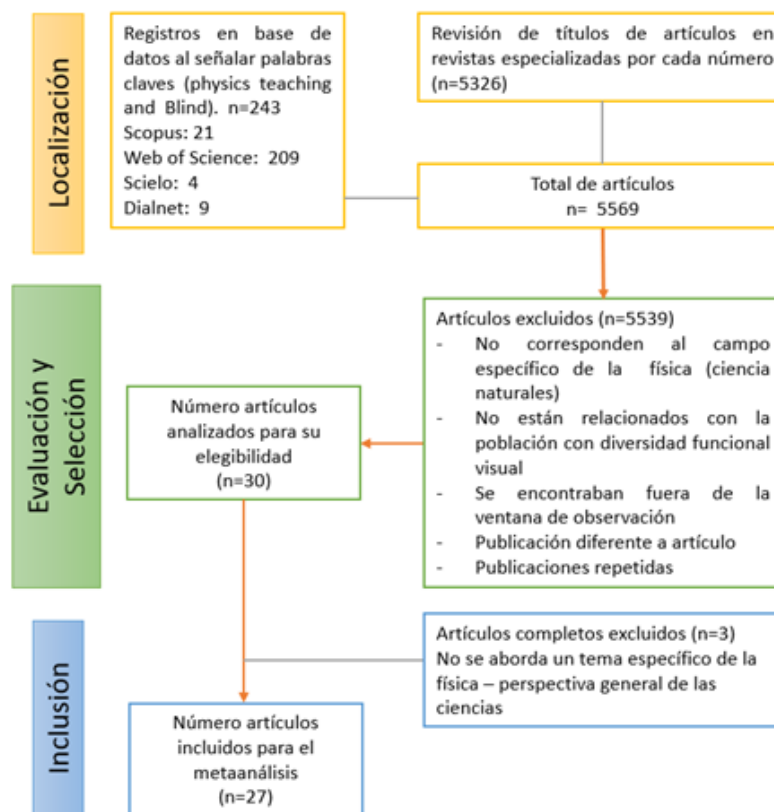 Localización
Registros en base de
datos al señalar palabras
claves (physics teaching
and Blind). n=243
Scopus: 21
Web of Science: 209
Scielo: 4
Dialnet: 9
Revisión de títulos de artículos en
revistas especializadas por cada número
(n=5326)
Total de artículos
n= 5569
Evaluación y
Selección
Artículos excluidos (n=5539)
- No corresponden al campo
específico de la física (ciencia
naturales)
- No están relacionados con la
población con diversidad funcional
visual
- Se encontraban fuera de la
ventana de observación
- Publicación diferente a artículo
- Publicaciones repetidas
Número artículos
analizados para su
elegibilidad
(n=30)
Inclusión
Artículos completos excluidos (n=3)
No se aborda un tema específico de la
física – perspectiva general de las
ciencias
Número artículos
incluidos para el
metaanálisis
(n=27)